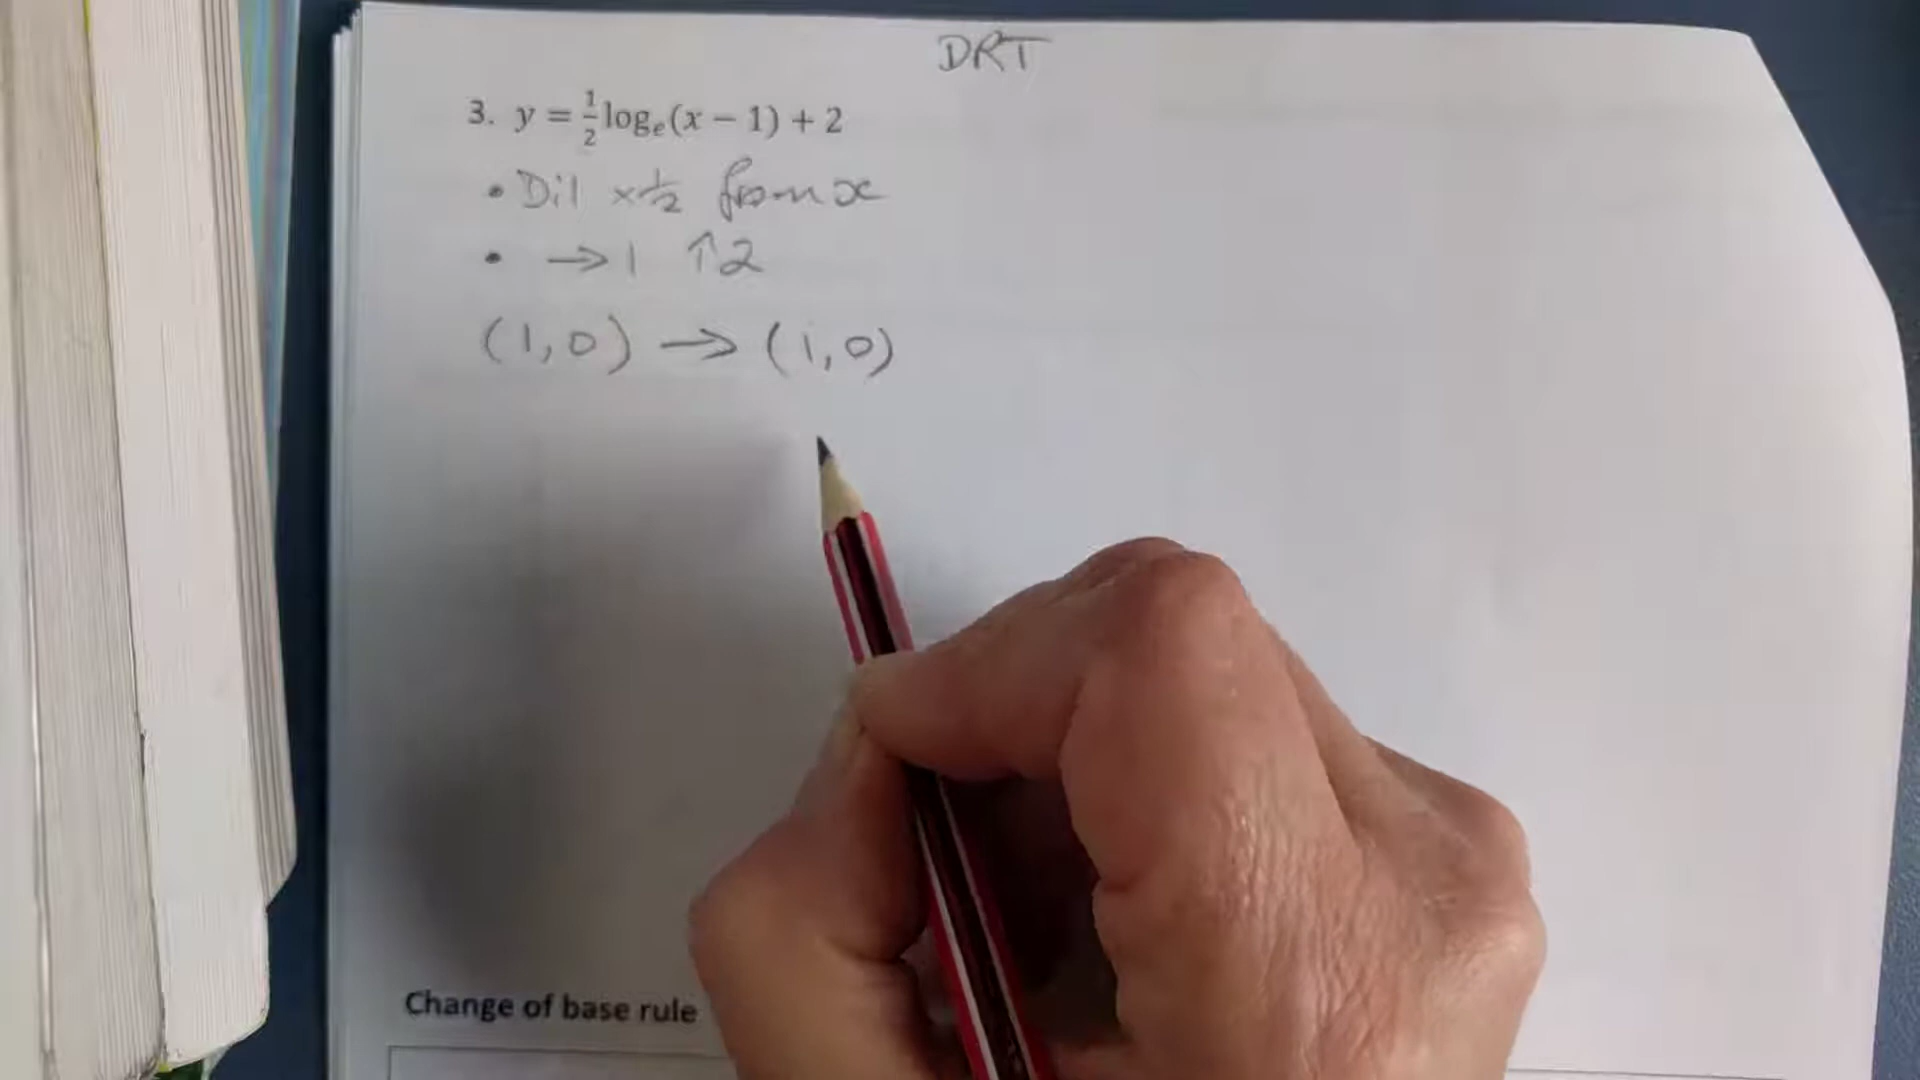 DRT
3. y = 1/2 logₑ(x − 1) + 2
• Dil ×1/2 from x
• → 1 ↑2
(1,0) → (1,0)
Change of base rule